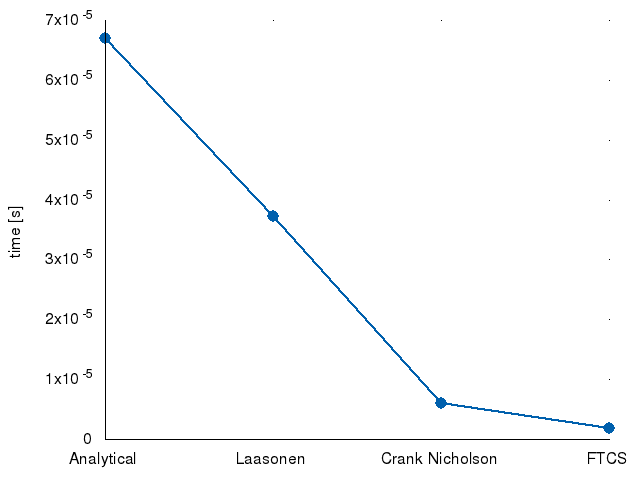 7x10⁻⁵
6x10⁻⁵
5x10⁻⁵
4x10⁻⁵
3x10⁻⁵
2x10⁻⁵
1x10⁻⁵
0
time [s]
Analytical Laasonen Crank Nicholson FTCS